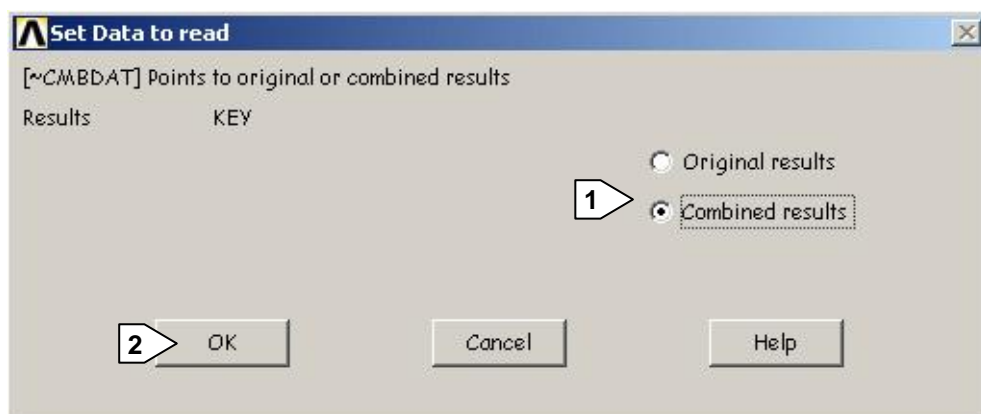 Set Data to read
[~CMBDAT] Points to original or combined results
Results KEY
Original results
1
Combined results
2 OK Cancel Help